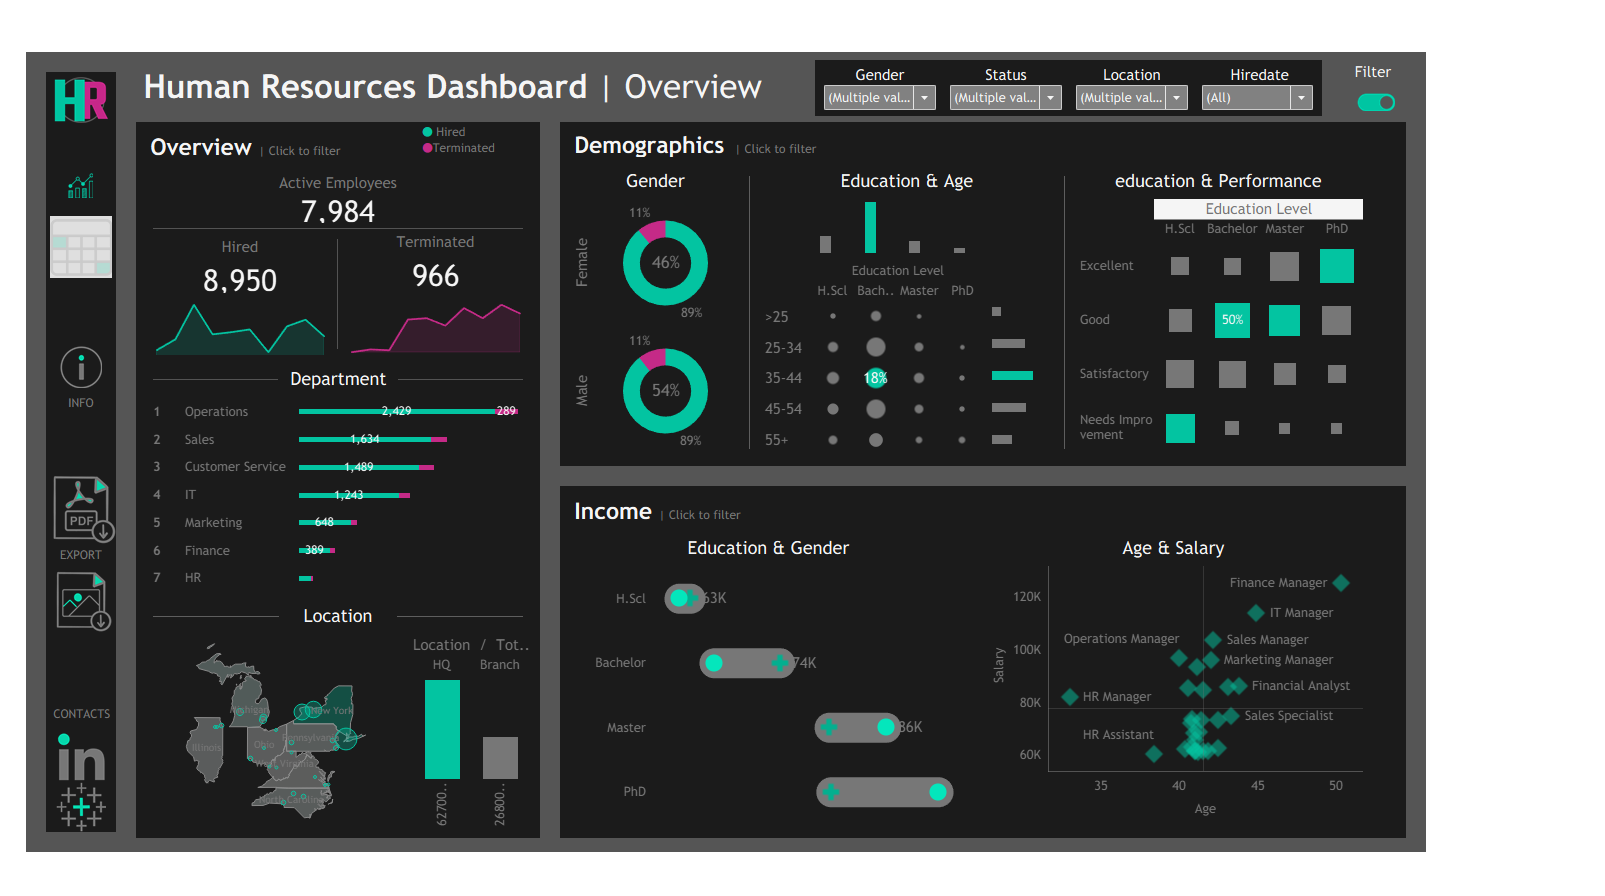 HR
Human Resources Dashboard | Overview
Gender
Status
Location
Hiredate
Filter
(Multiple val...
(Multiple val...
(Multiple val...
(All)
Overview | Click to filter
Hired
Terminated
Active Employees
7,984
Hired
8,950
Terminated
966
Department
1 Operations 2,429 289
2 Sales 1,634
3 Customer Service 1,489
4 IT 1,243
5 Marketing 648
6 Finance 389
7 HR
Location
Location / Tot..
HQ Branch
62700..
26800..
Michigan
New York
Illinois
Ohio
Pennsylvania
West Virginia
North Carolina
INFO
PDF
EXPORT
CONTACTS
in
Demographics | Click to filter
Gender
Female
11%
46%
89%
Male
11%
54%
89%
Education & Age
Education Level
H.Scl Bach.. Master PhD
>25
25-34
35-44 18%
45-54
55+
education & Performance
Education Level
H.Scl Bachelor Master PhD
Excellent
Good 50%
Satisfactory
Needs Impro
vement
Income | Click to filter
Education & Gender
H.Scl 63K
Bachelor 74K
Master 86K
PhD
Age & Salary
Salary
120K
100K
80K
60K
Finance Manager
IT Manager
Operations Manager
Sales Manager
Marketing Manager
Financial Analyst
HR Manager
Sales Specialist
HR Assistant
35 40 45 50
Age